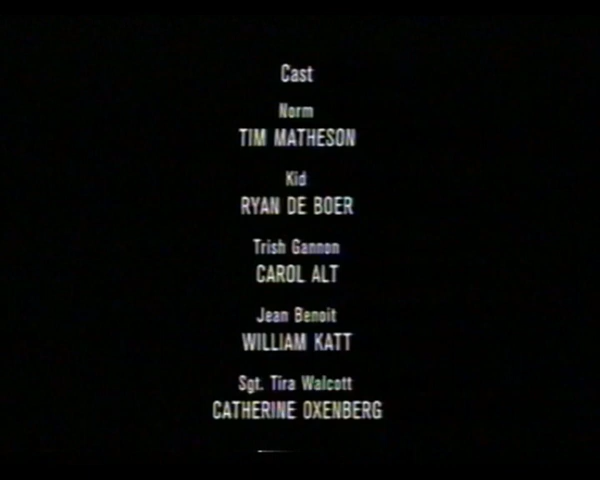 Cast
Norm
TIM MATHESON
Kid
RYAN DE BOER
Trish Gannon
CAROL ALT
Jean Benoit
WILLIAM KATT
Sgt. Tira Walcott
CATHERINE OXENBERG